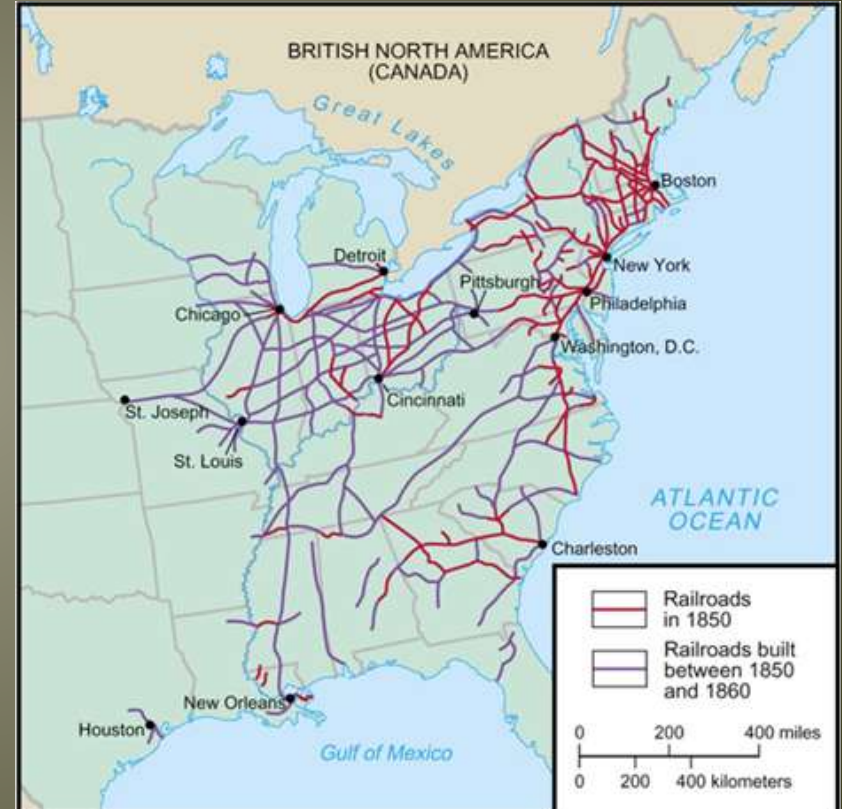 BRITISH NORTH AMERICA
(CANADA)
Great Lakes
Boston
Detroit
New York
Pittsburgh
Philadelphia
Chicago
Washington, D.C.
Cincinnati
St. Joseph
St. Louis
ATLANTIC
OCEAN
Charleston
Railroads
in 1850
Railroads built
between 1850
and 1860
New Orleans
Houston
Gulf of Mexico
0 200 400 miles
0 200 400 kilometers